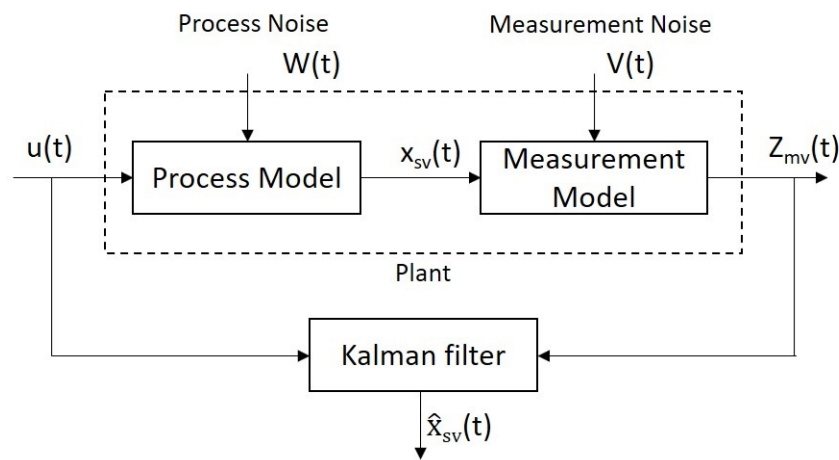 Process Noise
Measurement Noise
W(t)
V(t)
u(t)
Process Model
x_sv(t)
Measurement
Model
Z_mv(t)
Plant
Kalman filter
x̂_sv(t)